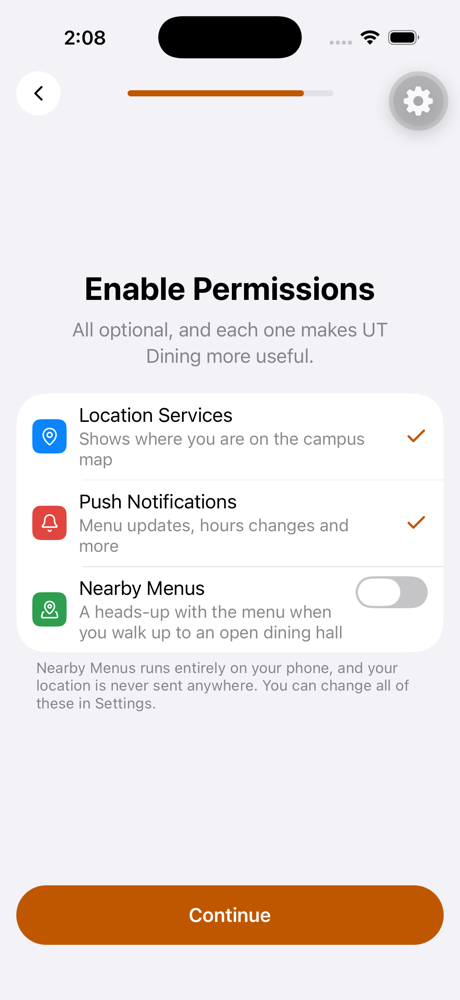 2:08
Enable Permissions
All optional, and each one makes UT
Dining more useful.
Location Services
Shows where you are on the campus
map
Push Notifications
Menu updates, hours changes and
more
Nearby Menus
A heads-up with the menu when
you walk up to an open dining hall
Nearby Menus runs entirely on your phone, and your
location is never sent anywhere. You can change all of
these in Settings.
Continue